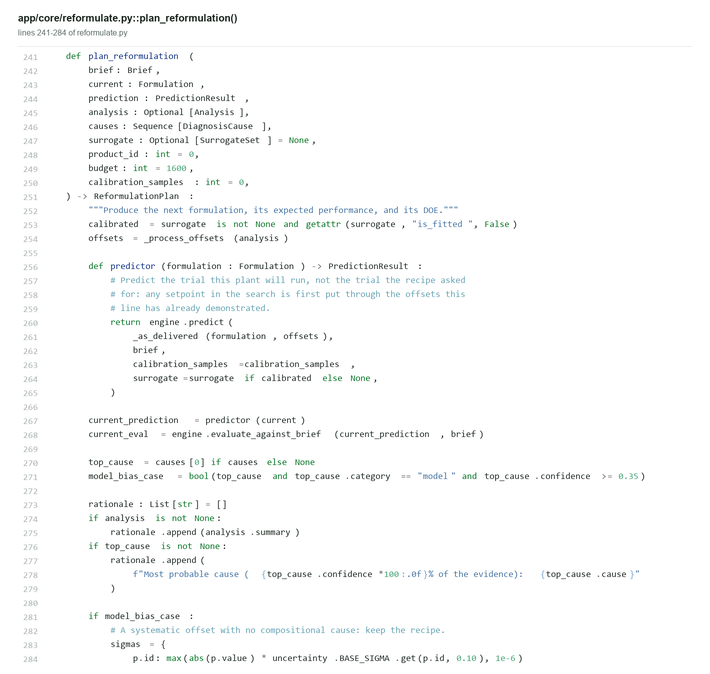 app/core/reformulate.py::plan_reformulation()
lines 241-284 of reformulate.py
241 def plan_reformulation (
242 brief : Brief ,
243 current : Formulation ,
244 prediction : PredictionResult ,
245 analysis : Optional [Analysis ],
246 causes : Sequence [DiagnosisCause ],
247 surrogate : Optional [SurrogateSet ] = None ,
248 product_id : int = 0,
249 budget : int = 1600 ,
250 calibration_samples : int = 0,
251 ) -> ReformulationPlan :
252 """Produce the next formulation, its expected performance, and its DOE."""
253 calibrated = surrogate is not None and getattr (surrogate , "is_fitted ", False )
254 offsets = _process_offsets (analysis )
255
256 def predictor (formulation : Formulation ) -> PredictionResult :
257 # Predict the trial this plant will run, not the trial the recipe asked
258 # for: any setpoint in the search is first put through the offsets this
259 # line has already demonstrated.
260 return engine .predict (
261 _as_delivered (formulation , offsets ),
262 brief ,
263 calibration_samples =calibration_samples ,
264 surrogate =surrogate if calibrated else None ,
265 )
266
267 current_prediction = predictor (current )
268 current_eval = engine .evaluate_against_brief (current_prediction , brief )
269
270 top_cause = causes [0] if causes else None
271 model_bias_case = bool (top_cause and top_cause .category == "model " and top_cause .confidence >= 0.35 )
272
273 rationale : List [str ] = []
274 if analysis is not None :
275 rationale .append (analysis .summary )
276 if top_cause is not None :
277 rationale .append (
278 f"Most probable cause ( {top_cause .confidence *100 :.0f }% of the evidence): {top_cause .cause }"
279 )
280
281 if model_bias_case :
282 # A systematic offset with no compositional cause: keep the recipe.
283 sigmas = {
284 p.id : max (abs (p.value ) * uncertainty .BASE_SIGMA .get (p.id , 0.10 ), 1e-6 )